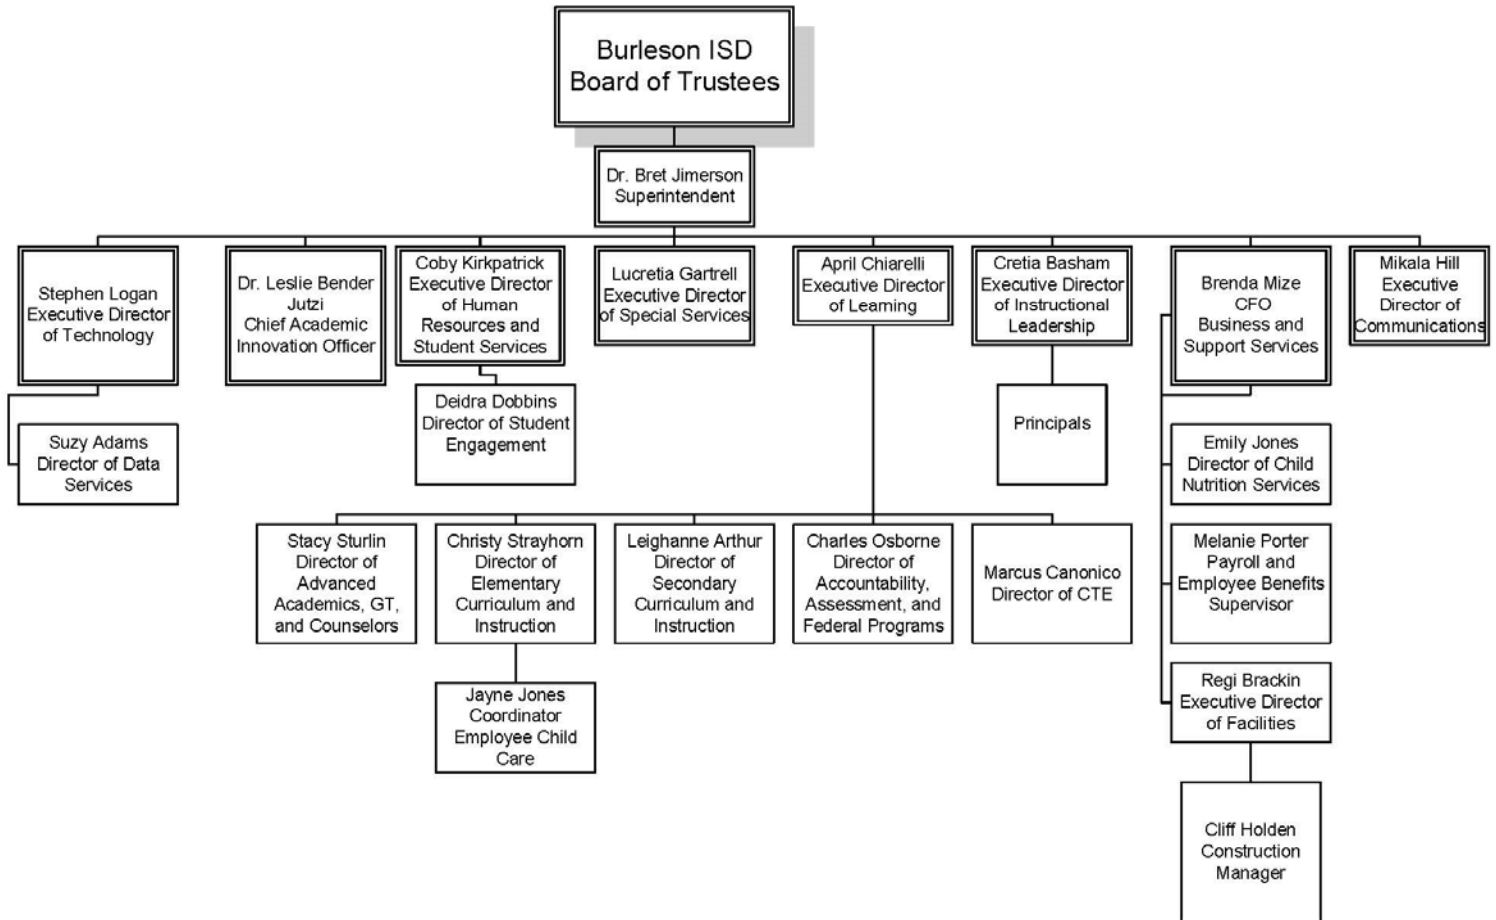 Burleson ISD
Board of Trustees
Dr. Bret Jimerson
Superintendent
Stephen Logan
Executive Director
of Technology
Dr. Leslie Bender
Jutzi
Chief Academic
Innovation Officer
Coby Kirkpatrick
Executive Director
of Human
Resources and
Student Services
Lucretia Gartrell
Executive Director
of Special Services
April Chiarelli
Executive Director
of Learning
Cretia Basham
Executive Director
of Instructional
Leadership
Brenda Mize
CFO
Business and
Support Services
Mikala Hill
Executive
Director of
Communications
Suzy Adams
Director of Data
Services
Deidra Dobbins
Director of Student
Engagement
Principals
Emily Jones
Director of Child
Nutrition Services
Stacy Sturlin
Director of
Advanced
Academics, GT,
and Counselors
Christy Strayhorn
Director of
Elementary
Curriculum and
Instruction
Leighanne Arthur
Director of
Secondary
Curriculum and
Instruction
Charles Osborne
Director of
Accountability,
Assessment, and
Federal Programs
Marcus Canonico
Director of CTE
Melanie Porter
Payroll and
Employee Benefits
Supervisor
Jayne Jones
Coordinator
Employee Child
Care
Regi Brackin
Executive Director
of Facilities
Cliff Holden
Construction
Manager